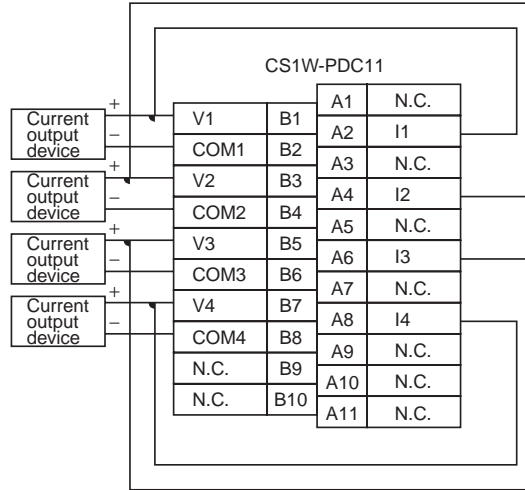 CS1W-PDC11
Current
output
device
+
−
Current
output
device
+
−
Current
output
device
+
−
Current
output
device
+
−
V1 B1
COM1 B2
V2 B3
COM2 B4
V3 B5
COM3 B6
V4 B7
COM4 B8
N.C. B9
N.C. B10
A1 N.C.
A2 I1
A3 N.C.
A4 I2
A5 N.C.
A6 I3
A7 N.C.
A8 I4
A9 N.C.
A10 N.C.
A11 N.C.